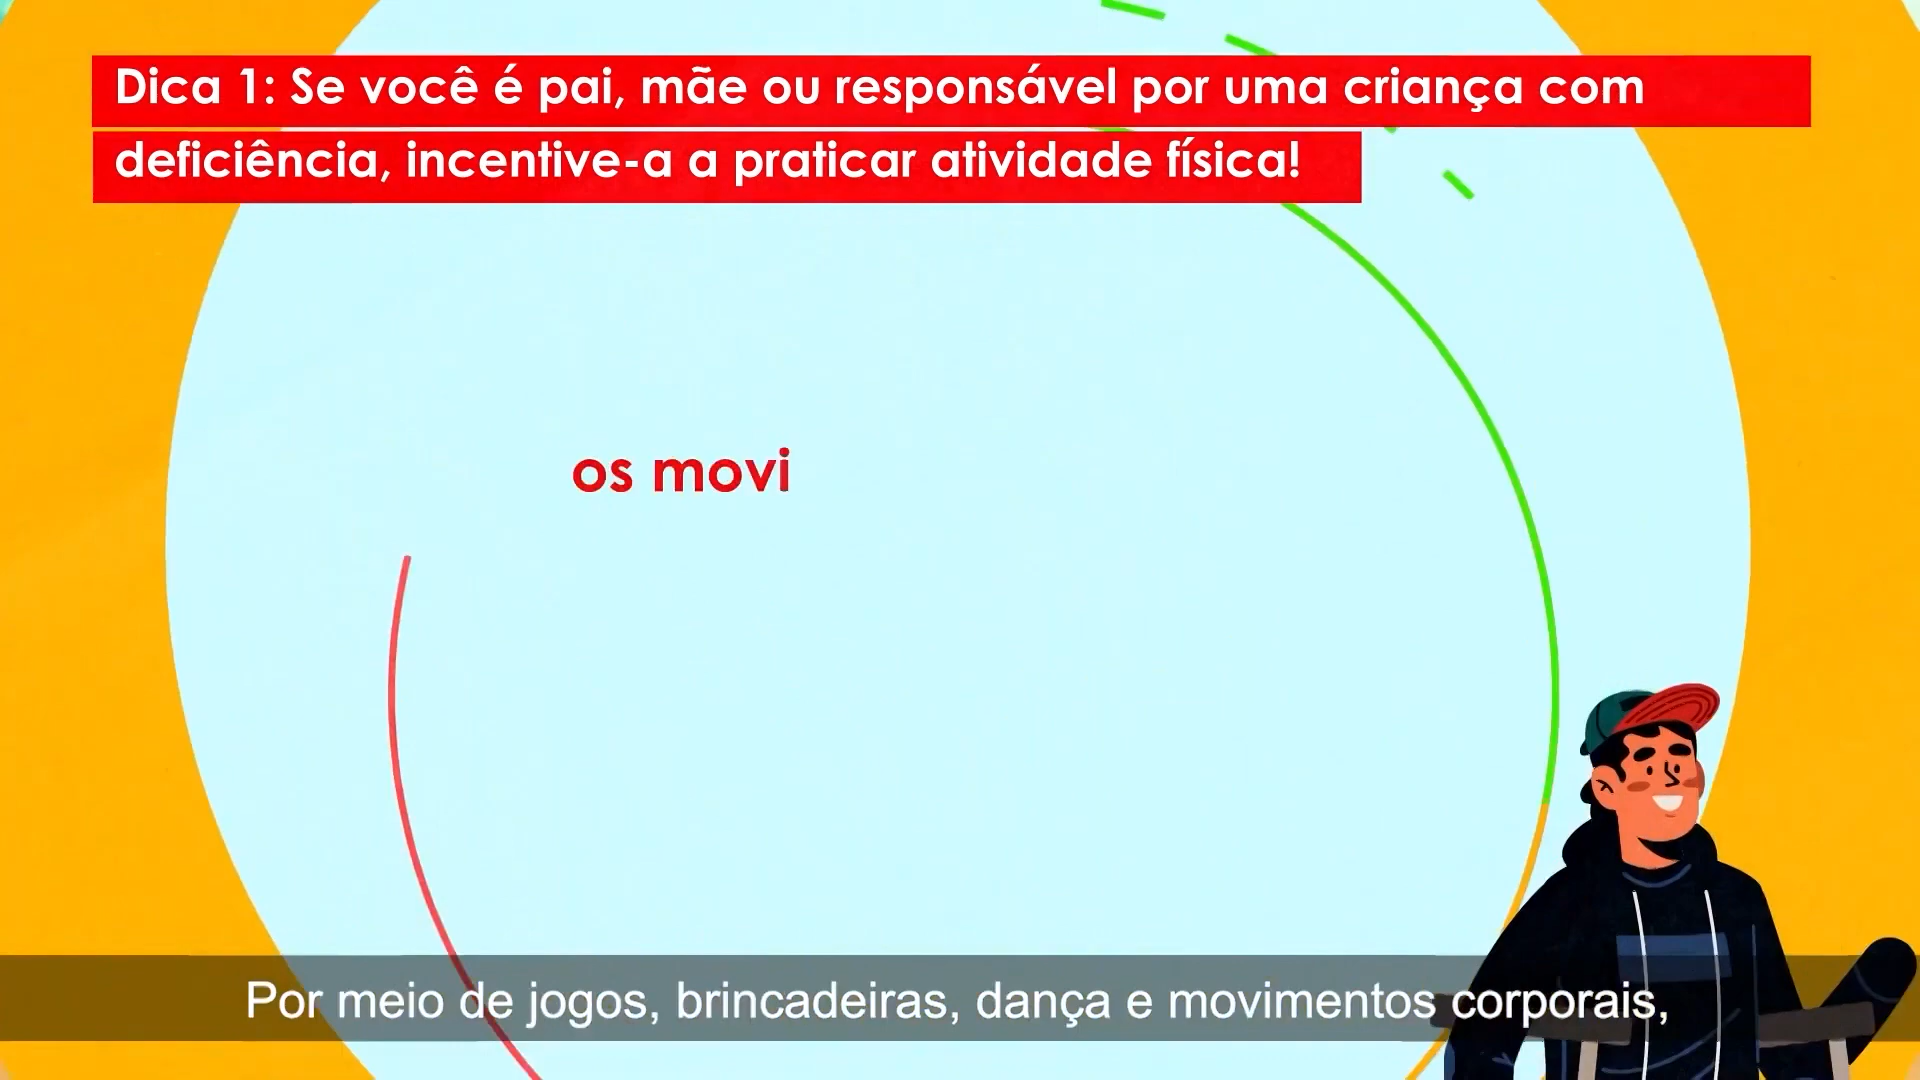 Dica 1: Se você é pai, mãe ou responsável por uma criança com
deficiência, incentive-a a praticar atividade física!
os movi
Por meio de jogos, brincadeiras, dança e movimentos corporais,